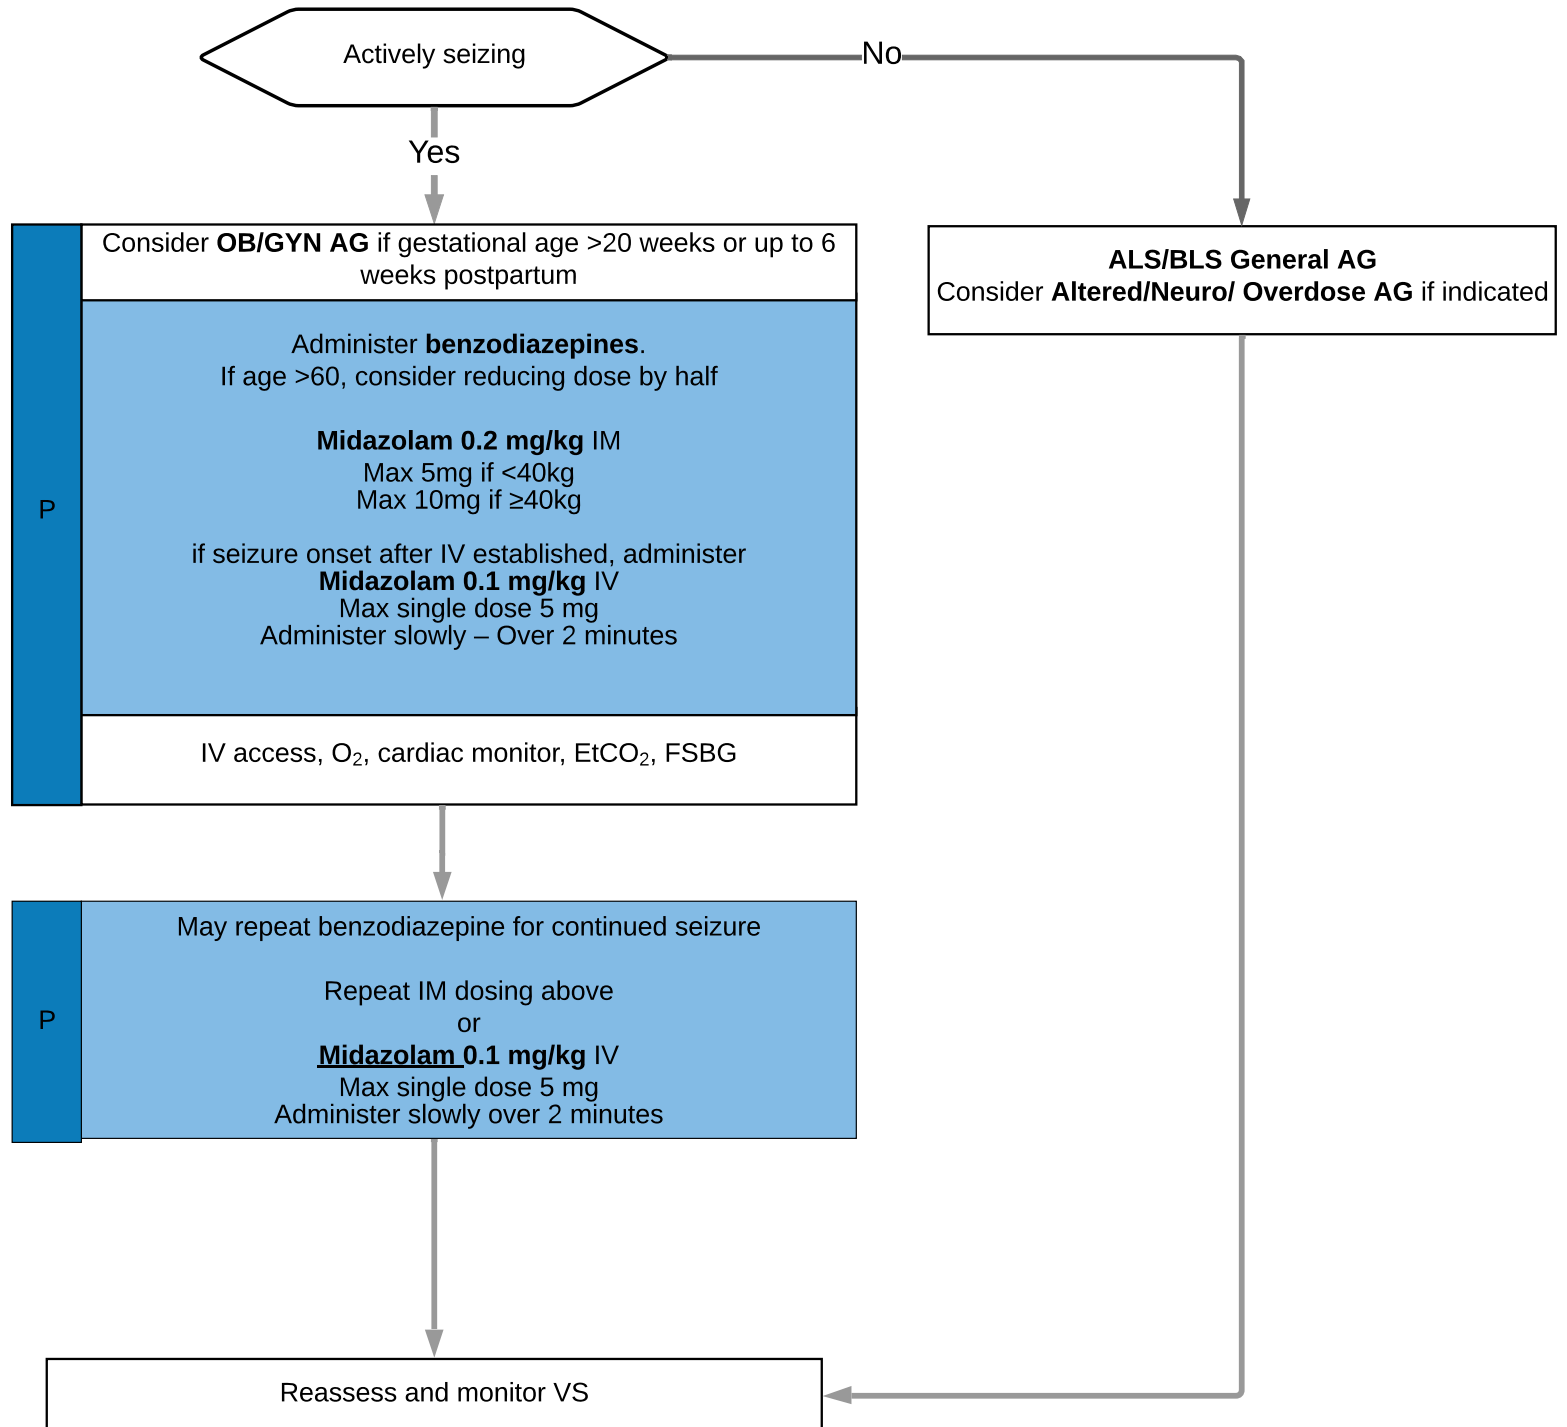 Actively seizing
No
Yes
Consider OB/GYN AG if gestational age >20 weeks or up to 6
weeks postpartum
ALS/BLS General AG
Consider Altered/Neuro/ Overdose AG if indicated
P
Administer benzodiazepines.
If age >60, consider reducing dose by half
Midazolam 0.2 mg/kg IM
Max 5mg if <40kg
Max 10mg if ≥40kg
if seizure onset after IV established, administer
Midazolam 0.1 mg/kg IV
Max single dose 5 mg
Administer slowly – Over 2 minutes
IV access, O₂, cardiac monitor, EtCO₂, FSBG
P
May repeat benzodiazepine for continued seizure
Repeat IM dosing above
or
Midazolam 0.1 mg/kg IV
Max single dose 5 mg
Administer slowly over 2 minutes
Reassess and monitor VS